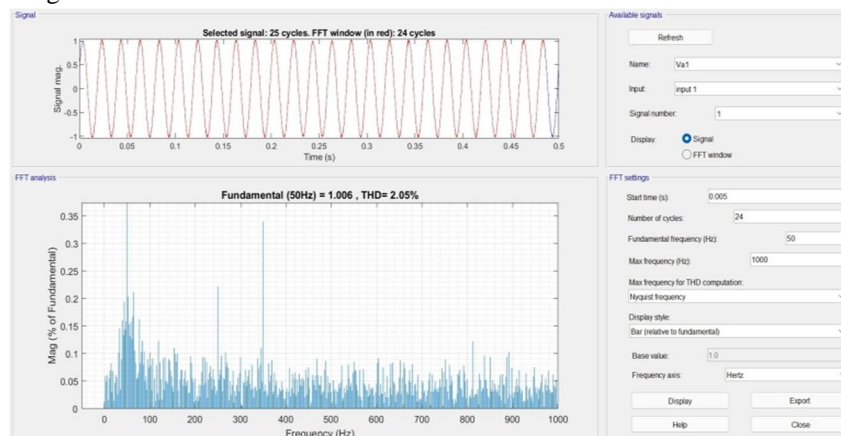 Signal
Selected signal: 25 cycles. FFT window (in red): 24 cycles
Signal mag.
1
0.5
0
-0.5
-1
0 0.05 0.1 0.15 0.2 0.25 0.3 0.35 0.4 0.45 0.5
Time (s)
FFT analysis
Fundamental (50Hz) = 1.006 , THD= 2.05%
Mag (% of Fundamental)
0.35
0.3
0.25
0.2
0.15
0.1
0.05
0
0 100 200 300 400 500 600 700 800 900 1000
Frequency (Hz)
Available signals
Refresh
Name: Va1
Input: input 1
Signal number: 1
Display: Signal
FFT window
FFT settings
Start time (s): 0.005
Number of cycles: 24
Fundamental frequency (Hz): 50
Max frequency (Hz): 1000
Max frequency for THD computation:
Nyquist frequency
Display style:
Bar (relative to fundamental)
Base value: 1.0
Frequency axis: Hertz
Display Export
Help Close